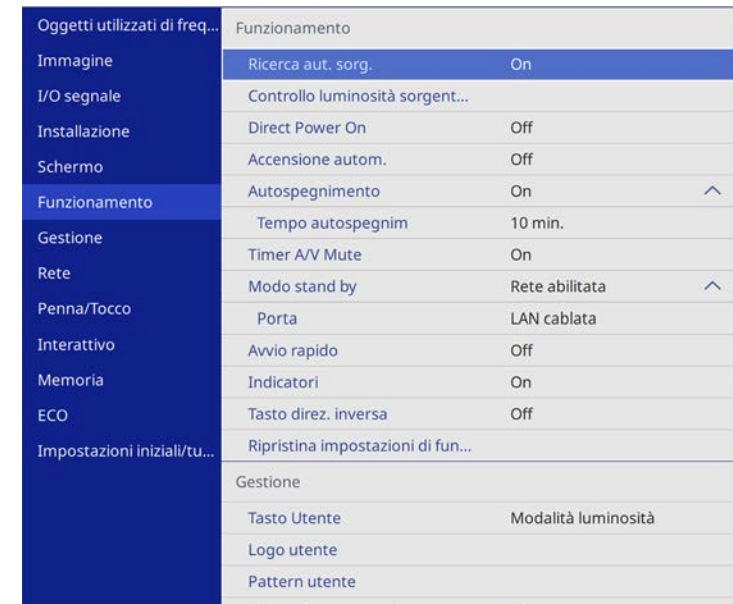 Oggetti utilizzati di freq...
Immagine
I/O segnale
Installazione
Schermo
Funzionamento
Gestione
Rete
Penna/Tocco
Interattivo
Memoria
ECO
Impostazioni iniziali/tu...
Funzionamento
Ricerca aut. sorg. On
Controllo luminosità sorgent...
Direct Power On Off
Accensione autom. Off
Autospegnimento On
Tempo autospegnim 10 min.
Timer A/V Mute On
Modo stand by Rete abilitata
Porta LAN cablata
Avvio rapido Off
Indicatori On
Tasto direz. inversa Off
Ripristina impostazioni di fun...
Gestione
Tasto Utente Modalità luminosità
Logo utente
Pattern utente